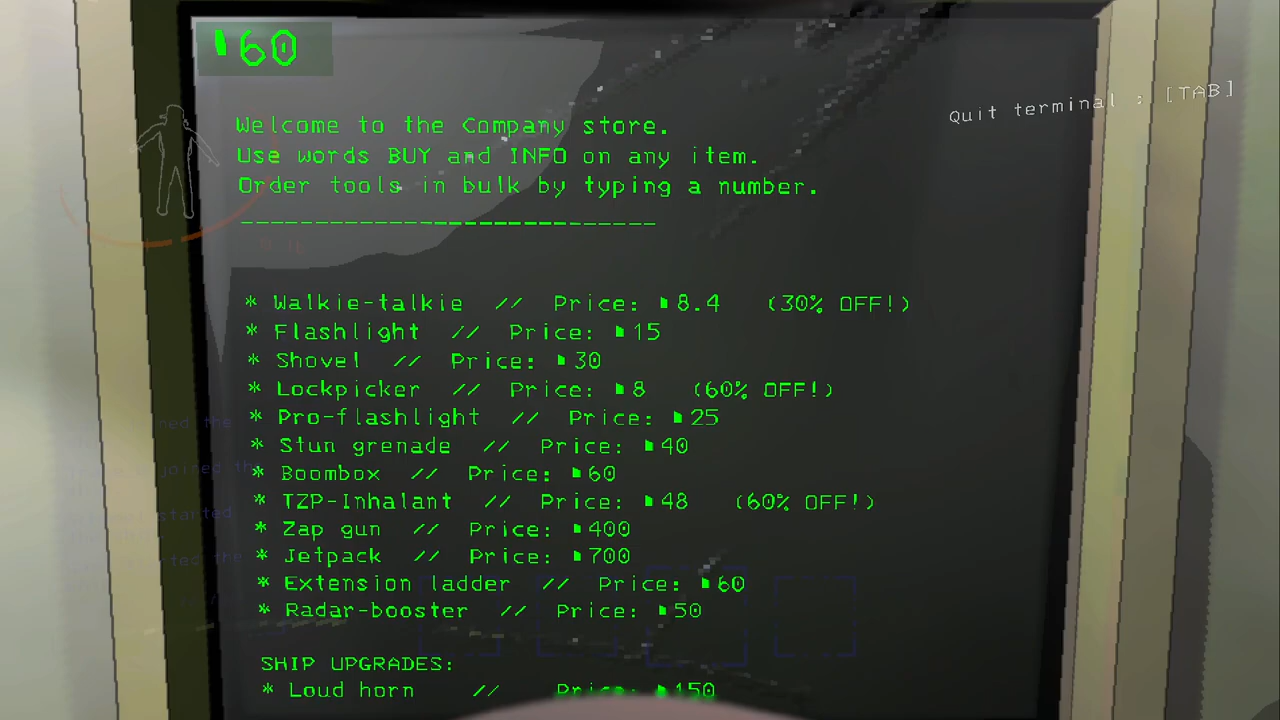 ▮60
Quit terminal : [TAB]
Welcome to the Company store.
Use words BUY and INFO on any item.
Order tools in bulk by typing a number.
----------------------------
* Walkie-talkie // Price: ▮8.4 (30% OFF!)
* Flashlight // Price: ▮15
* Shovel // Price: ▮30
* Lockpicker // Price: ▮8 (60% OFF!)
* Pro-flashlight // Price: ▮25
* Stun grenade // Price: ▮40
* Boombox // Price: ▮60
* TZP-Inhalant // Price: ▮48 (60% OFF!)
* Zap gun // Price: ▮400
* Jetpack // Price: ▮700
* Extension ladder // Price: ▮60
* Radar-booster // Price: ▮50
SHIP UPGRADES:
* Loud horn // Price: ▮150
joined the
started
the